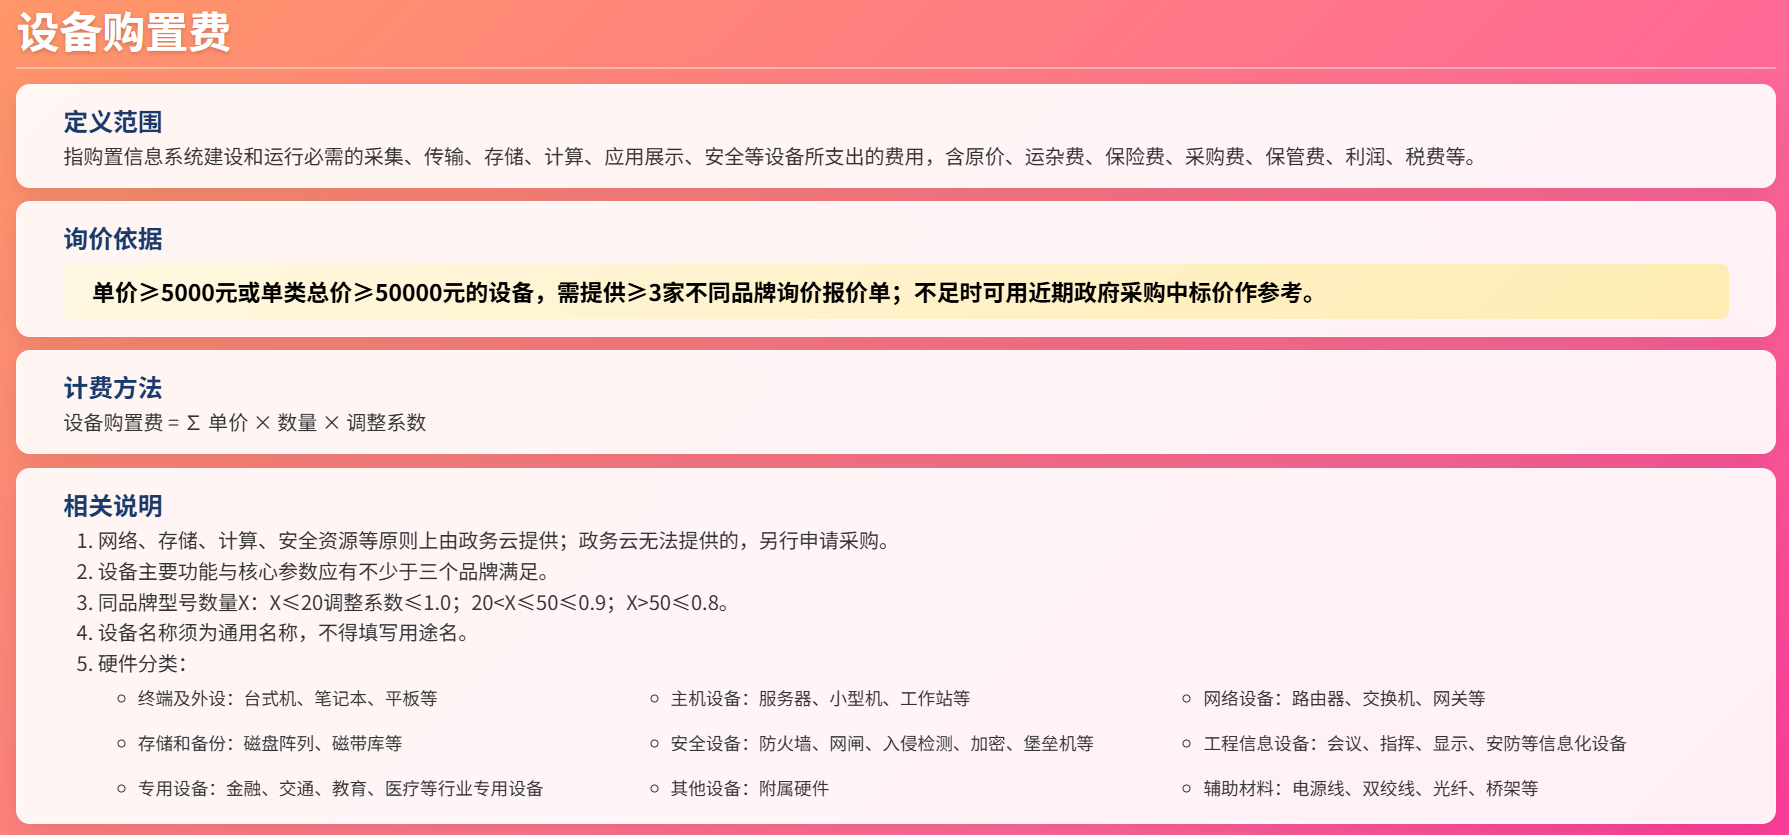 设备购置费
定义范围
指购置信息系统建设和运行必需的采集、传输、存储、计算、应用展示、安全等设备所支出的费用，含原价、运杂费、保险费、采购费、保管费、利润、税费等。
询价依据
单价≥5000元或单类总价≥50000元的设备，需提供≥3家不同品牌询价报价单；不足时可用近期政府采购中标价作参考。
计费方法
设备购置费 = Σ 单价 × 数量 × 调整系数
相关说明
1. 网络、存储、计算、安全资源等原则上由政务云提供；政务云无法提供的，另行申请采购。
2. 设备主要功能与核心参数应有不少于三个品牌满足。
3. 同品牌型号数量X：X≤20调整系数≤1.0；20<X≤50≤0.9；X>50≤0.8。
4. 设备名称须为通用名称，不得填写用途名。
5. 硬件分类：
○ 终端及外设：台式机、笔记本、平板等
○ 主机设备：服务器、小型机、工作站等
○ 网络设备：路由器、交换机、网关等
○ 存储和备份：磁盘阵列、磁带库等
○ 安全设备：防火墙、网闸、入侵检测、加密、堡垒机等
○ 工程信息设备：会议、指挥、显示、安防等信息化设备
○ 专用设备：金融、交通、教育、医疗等行业专用设备
○ 其他设备：附属硬件
○ 辅助材料：电源线、双绞线、光纤、桥架等